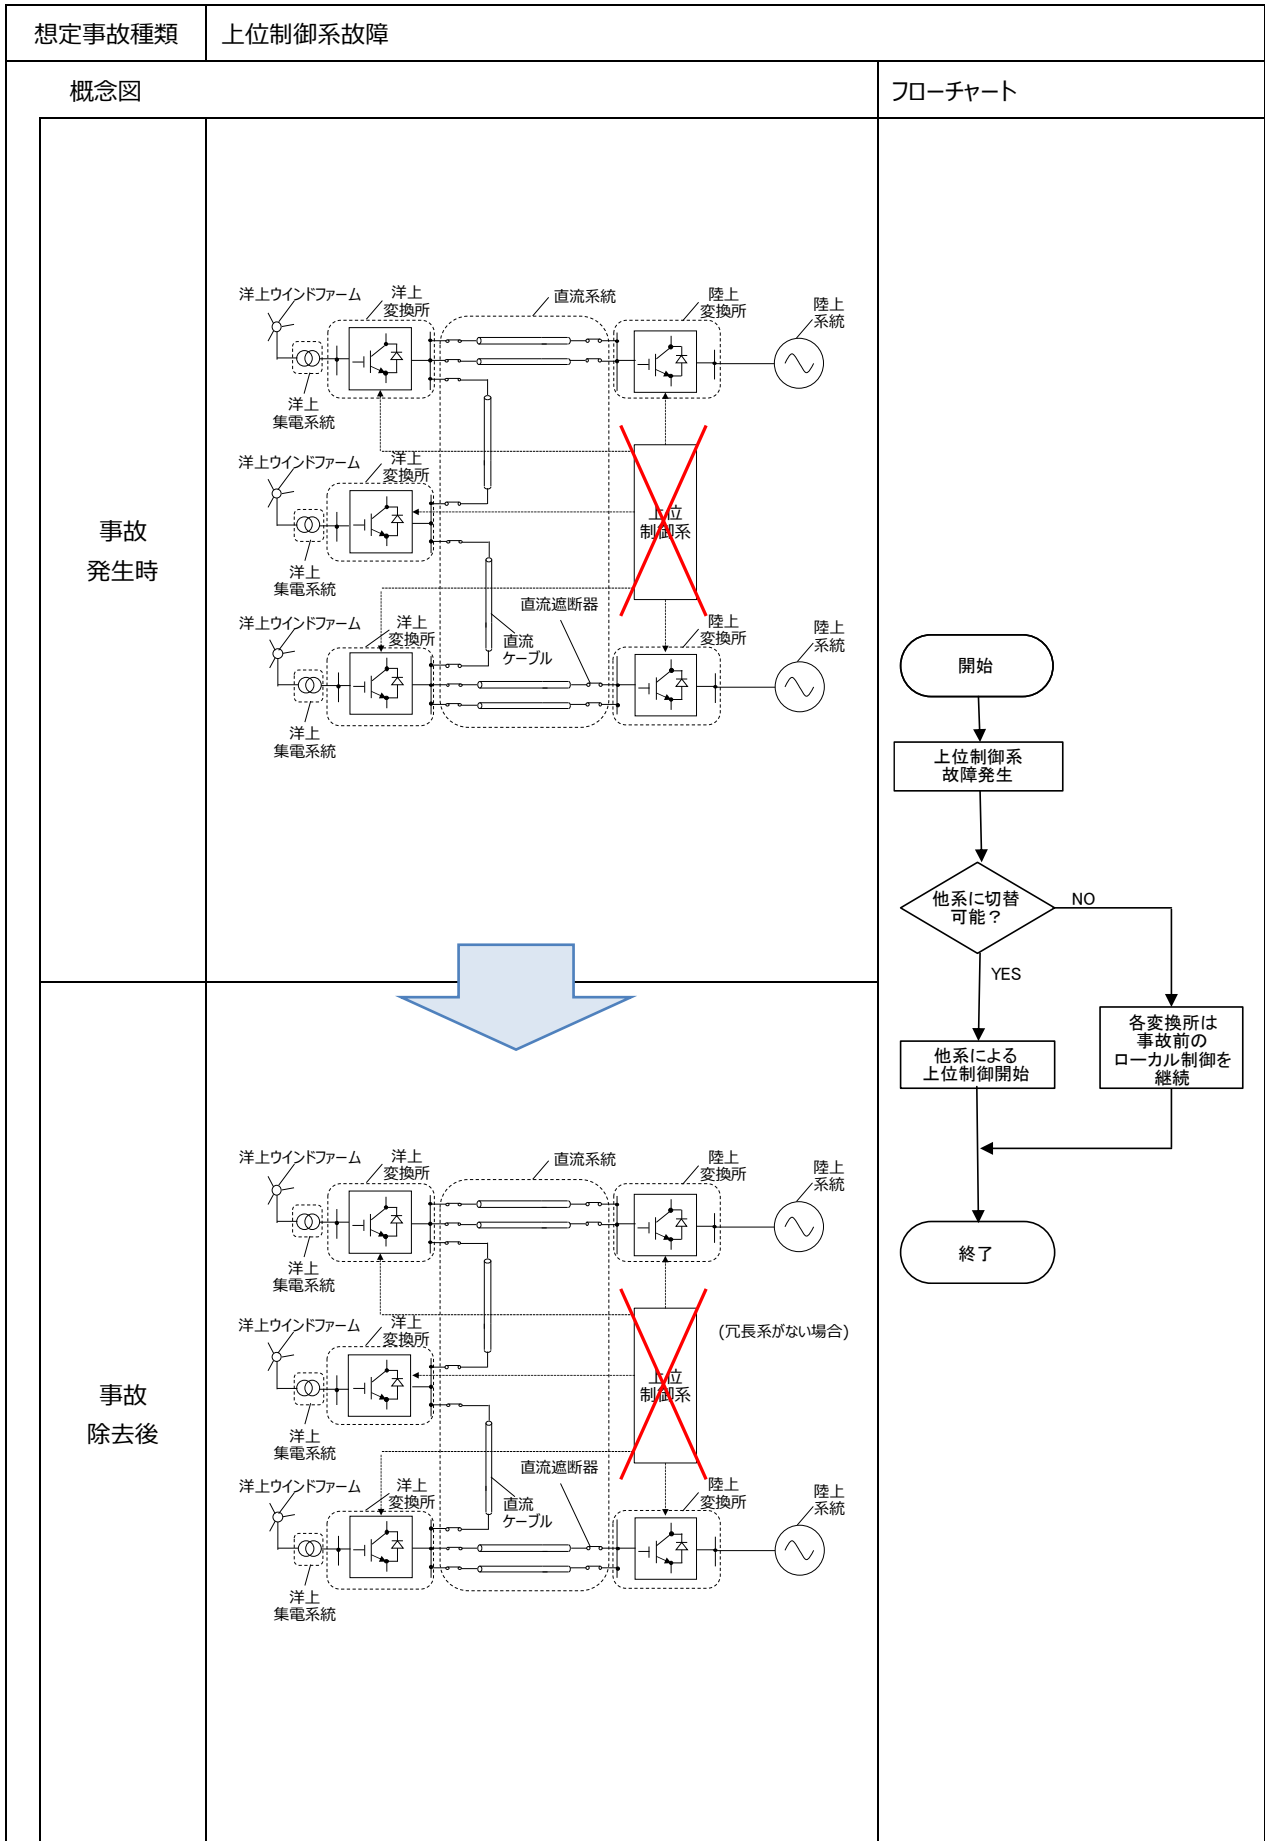 想定事故種類
上位制御系故障
概念図
フローチャート
事故
発生時
洋上ウインドファーム
洋上
変換所
直流系統
陸上
変換所
陸上
系統
洋上
集電系統
洋上ウインドファーム
洋上
変換所
上位
制御系
洋上
集電系統
直流遮断器
洋上ウインドファーム
洋上
変換所
直流
ケーブル
陸上
変換所
陸上
系統
洋上
集電系統
事故
除去後
洋上ウインドファーム
洋上
変換所
直流系統
陸上
変換所
陸上
系統
洋上
集電系統
洋上ウインドファーム
洋上
変換所
(冗長系がない場合)
上位
制御系
洋上
集電系統
直流遮断器
洋上ウインドファーム
洋上
変換所
直流
ケーブル
陸上
変換所
陸上
系統
洋上
集電系統
開始
上位制御系
故障発生
他系に切替
可能？
NO
YES
各変換所は
事故前の
ローカル制御を
継続
他系による
上位制御開始
終了